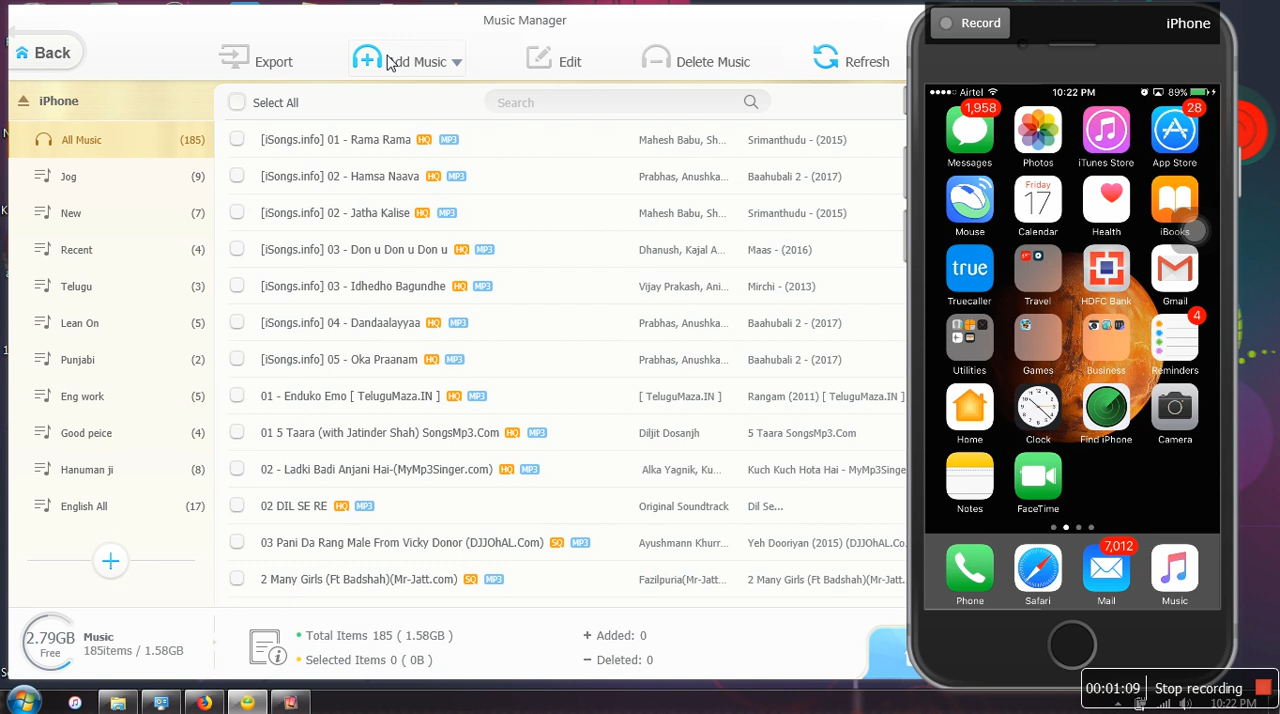 Music Manager
Back
Export
Add Music
Edit
Delete Music
Refresh
iPhone
Select All
Search
All Music (185)
Jog (9)
New (7)
Recent (4)
Telugu (3)
Lean On (5)
Punjabi (2)
Eng work (5)
Good peice (4)
Hanuman ji (8)
English All (17)
[iSongs.info] 01 - Rama Rama HQ MP3 Mahesh Babu, Sh... Srimanthudu - (2015)
[iSongs.info] 02 - Hamsa Naava HQ MP3 Prabhas, Anushka... Baahubali 2 - (2017)
[iSongs.info] 02 - Jatha Kalise HQ MP3 Mahesh Babu, Sh... Srimanthudu - (2015)
[iSongs.info] 03 - Don u Don u Don u HQ MP3 Dhanush, Kajal A... Maas - (2016)
[iSongs.info] 03 - Idhedho Bagundhe HQ MP3 Vijay Prakash, Ani... Mirchi - (2013)
[iSongs.info] 04 - Dandaalayyaa HQ MP3 Prabhas, Anushka... Baahubali 2 - (2017)
[iSongs.info] 05 - Oka Praanam HQ MP3 Prabhas, Anushka... Baahubali 2 - (2017)
01 - Enduko Emo [ TeluguMaza.IN ] HQ MP3 [ TeluguMaza.IN ] Rangam (2011) [ TeluguMaza.IN ]
01 5 Taara (with Jatinder Shah) SongsMp3.Com HQ MP3 Diljit Dosanjh 5 Taara SongsMp3.Com
02 - Ladki Badi Anjani Hai-(MyMp3Singer.com) HQ MP3 Alka Yagnik, Ku... Kuch Kuch Hota Hai - MyMp3Singe
02 DIL SE RE HQ MP3 Original Soundtrack Dil Se...
03 Pani Da Rang Male From Vicky Donor (DJJOhAL.Com) SQ MP3 Ayushmann Khurr... Yeh Dooriyan (2015) (DJJOhAL.Co
2 Many Girls (Ft Badshah)(Mr-Jatt.com) SQ MP3 Fazilpuria(Mr-Jatt... 2 Many Girls (Ft Badshah)(Mr-Jatt
2.79GB
Free
Music
185items / 1.58GB
Total Items 185 ( 1.58GB )
Selected Items 0 ( 0B )
+ Added: 0
− Deleted: 0
Record
iPhone
Airtel 10:22 PM 89%
1,958 28
Messages Photos iTunes Store App Store
Friday
17
Mouse Calendar Health iBooks
true
Truecaller Travel HDFC Bank Gmail
4
Utilities Games Business Reminders
Home Clock Find iPhone Camera
Notes FaceTime
7,012
Phone Safari Mail Music
00:01:09 Stop recording
10:22 PM